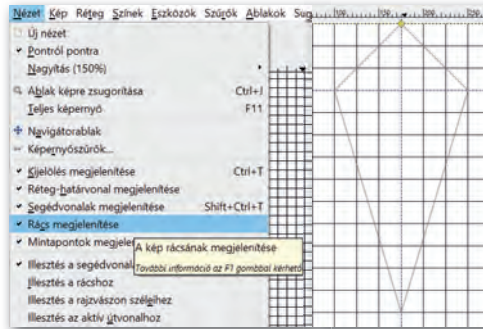 Nézet Kép Réteg Színek Eszközök Szűrők Ablakok Súg
Új nézet
Pontról pontra
Nagyítás (150%)
Ablak képre zsugorítása Ctrl+J
Teljes képernyő F11
Navigátorablak
Képernyőszűrők...
Kijelölés megjelenítése Ctrl+T
Réteg-határvonal megjelenítése
Segédvonalak megjelenítése Shift+Ctrl+T
Rács megjelenítése
Mintapontok megjele
A kép rácsának megjelenítése
További információ az F1 gombbal kérhető
Illesztés a segédvonal
Illesztés a rácshoz
Illesztés a rajzvászon széleihez
Illesztés az aktív útvonalhoz